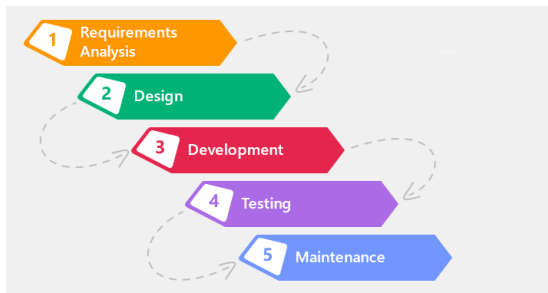 1 Requirements
Analysis
2 Design
3 Development
4 Testing
5 Maintenance